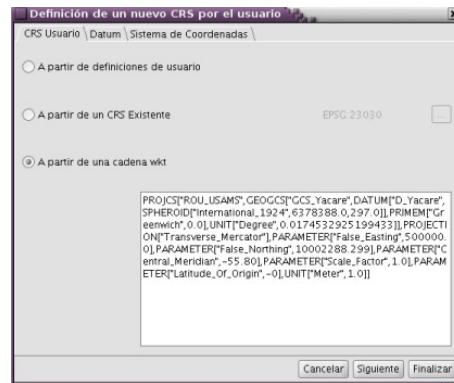 Definición de un nuevo CRS por el usuario
CRS Usuario Datum Sistema de Coordenadas
A partir de definiciones de usuario
A partir de un CRS Existente EPSG:23030 ...
A partir de una cadena wkt
PROJCS["ROU_USAMS",GEOGCS["GCS_Yacare",DATUM["D_Yacare",
SPHEROID["International_1924",6378388.0,297.0]],PRIMEM["Gr
eenwich",0.0],UNIT["Degree",0.0174532925199433]],PROJECTI
ON["Transverse_Mercator"],PARAMETER["False_Easting",500000.
0],PARAMETER["False_Northing",10002288.299],PARAMETER["C
entral_Meridian",-55.80],PARAMETER["Scale_Factor",1.0],PARAM
ETER["Latitude_Of_Origin",-0],UNIT["Meter",1.0]]
Cancelar Siguiente Finalizar